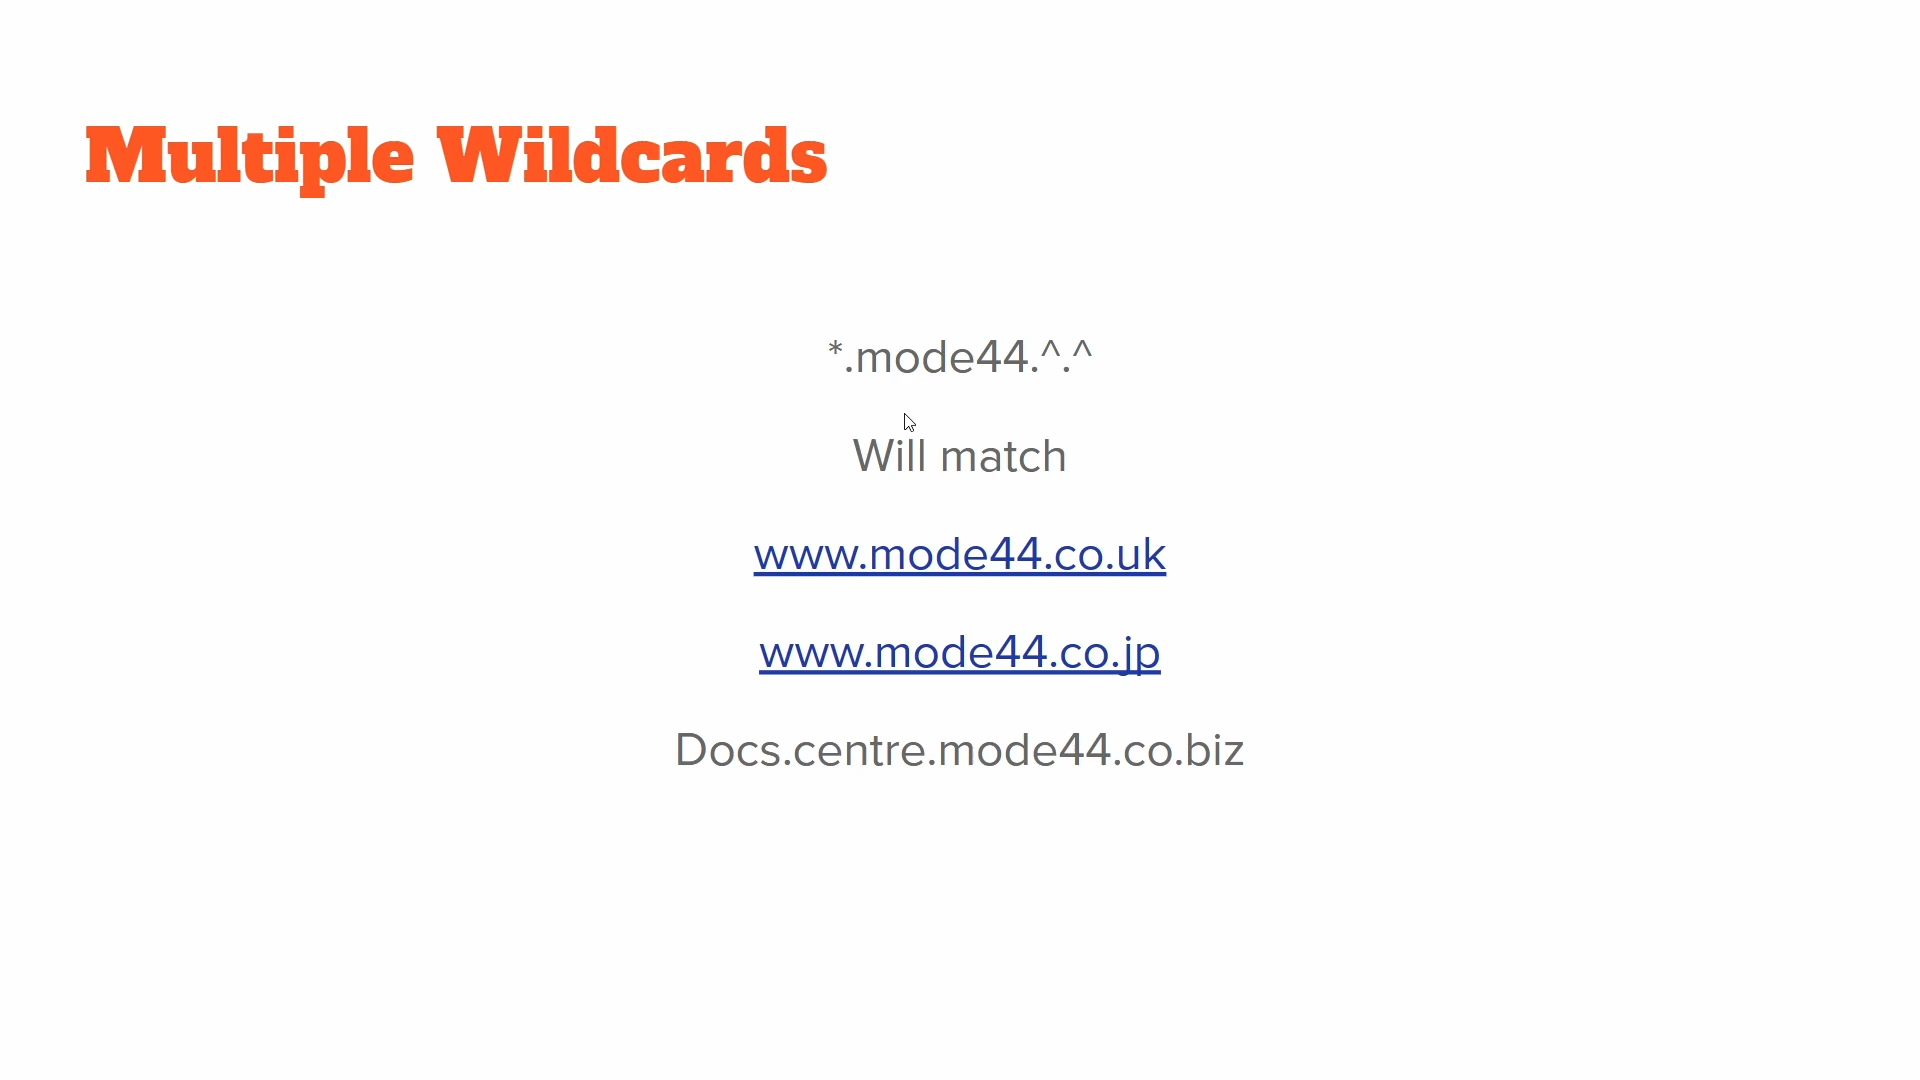 Multiple Wildcards
*.mode44.^.^
Will match
www.mode44.co.uk
www.mode44.co.jp
Docs.centre.mode44.co.biz